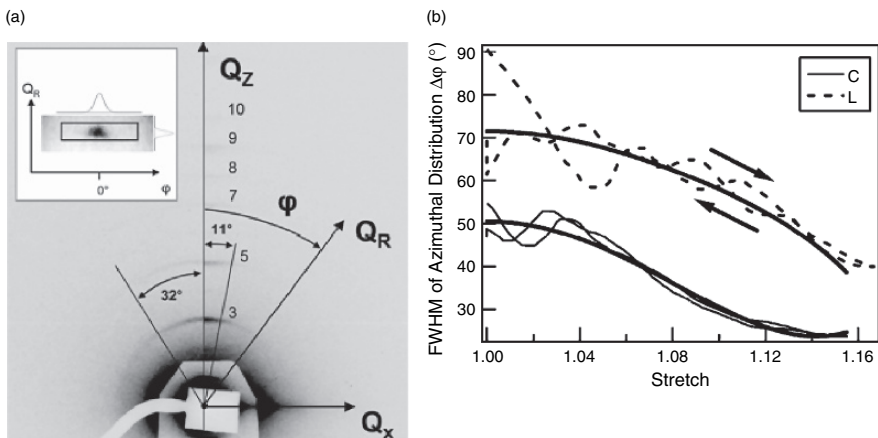 (a)
Q_R
0°
φ
Q_Z
10
9
8
7
φ
11°
Q_R
5
32°
3
Q_x
(b)
FWHM of Azimuthal Distribution Δφ (°)
90
80
70
60
50
40
30
C
L
1.00
1.04
1.08
1.12
1.16
Stretch